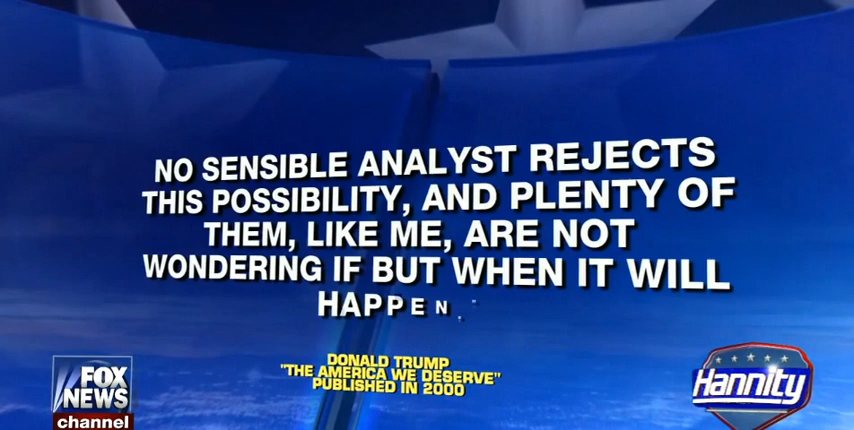 NO SENSIBLE ANALYST REJECTS
THIS POSSIBILITY, AND PLENTY OF
THEM, LIKE ME, ARE NOT
WONDERING IF BUT WHEN IT WILL
HAPPEN.
DONALD TRUMP
"THE AMERICA WE DESERVE"
PUBLISHED IN 2000
FOX
NEWS
channel
Hannity